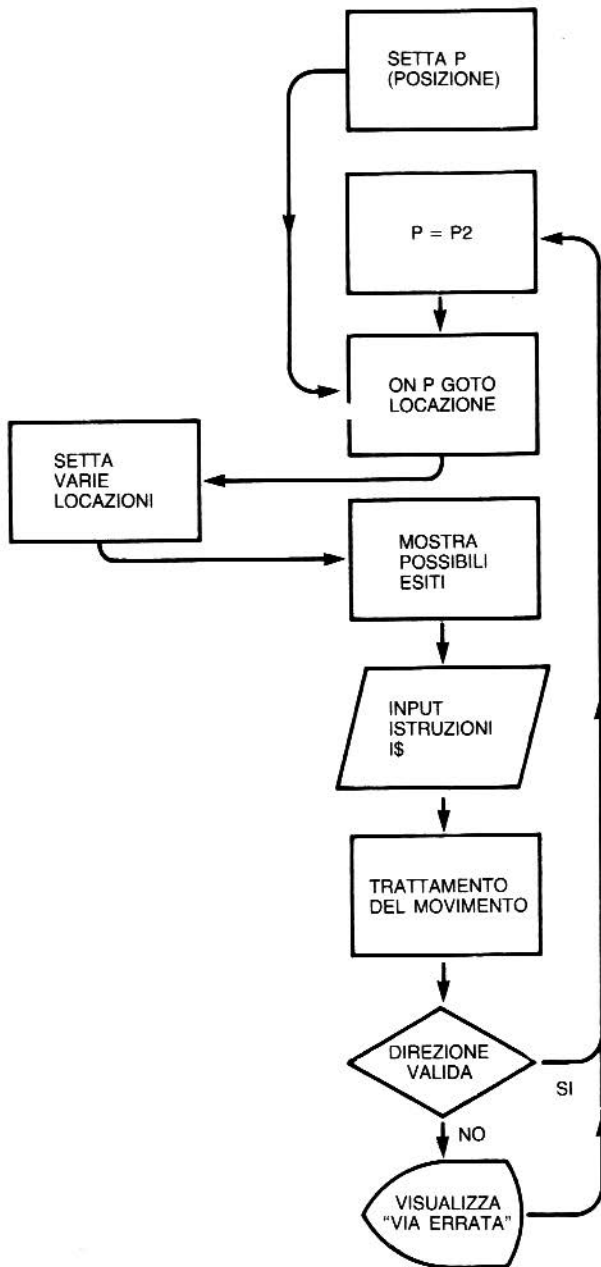 SETTA P
(POSIZIONE)
P = P2
ON P GOTO
LOCAZIONE
SETTA
VARIE
LOCAZIONI
MOSTRA
POSSIBILI
ESITI
INPUT
ISTRUZIONI
I$
TRATTAMENTO
DEL MOVIMENTO
DIREZIONE
VALIDA
SI
NO
VISUALIZZA
"VIA ERRATA"